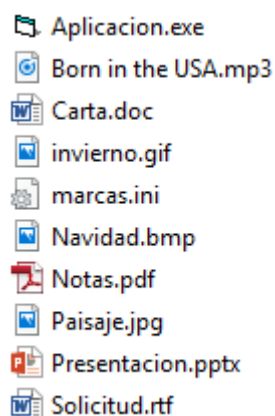 Aplicacion.exe
Born in the USA.mp3
Carta.doc
invierno.gif
marcas.ini
Navidad.bmp
Notas.pdf
Paisaje.jpg
Presentacion.pptx
Solicitud.rtf